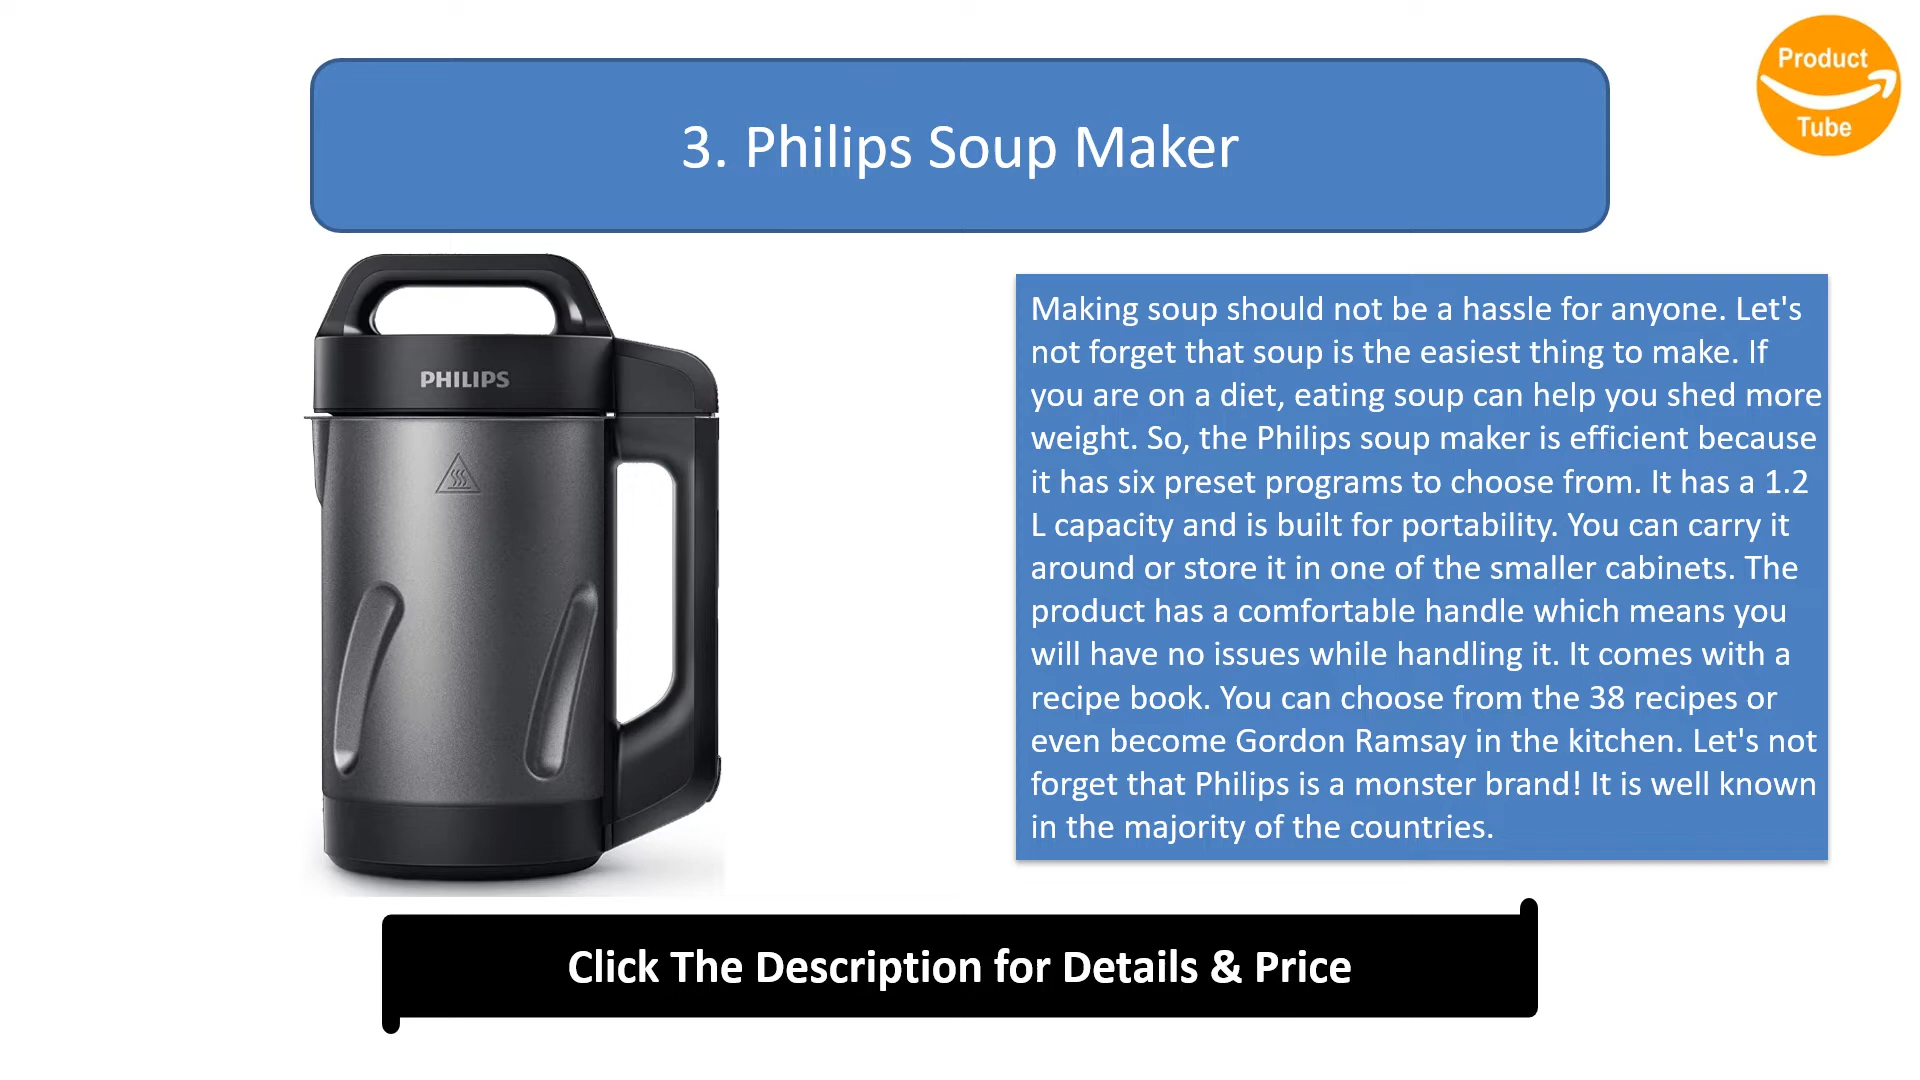 Product
Tube
3. Philips Soup Maker
PHILIPS
Making soup should not be a hassle for anyone. Let's
not forget that soup is the easiest thing to make. If
you are on a diet, eating soup can help you shed more
weight. So, the Philips soup maker is efficient because
it has six preset programs to choose from. It has a 1.2
L capacity and is built for portability. You can carry it
around or store it in one of the smaller cabinets. The
product has a comfortable handle which means you
will have no issues while handling it. It comes with a
recipe book. You can choose from the 38 recipes or
even become Gordon Ramsay in the kitchen. Let's not
forget that Philips is a monster brand! It is well known
in the majority of the countries.
Click The Description for Details & Price